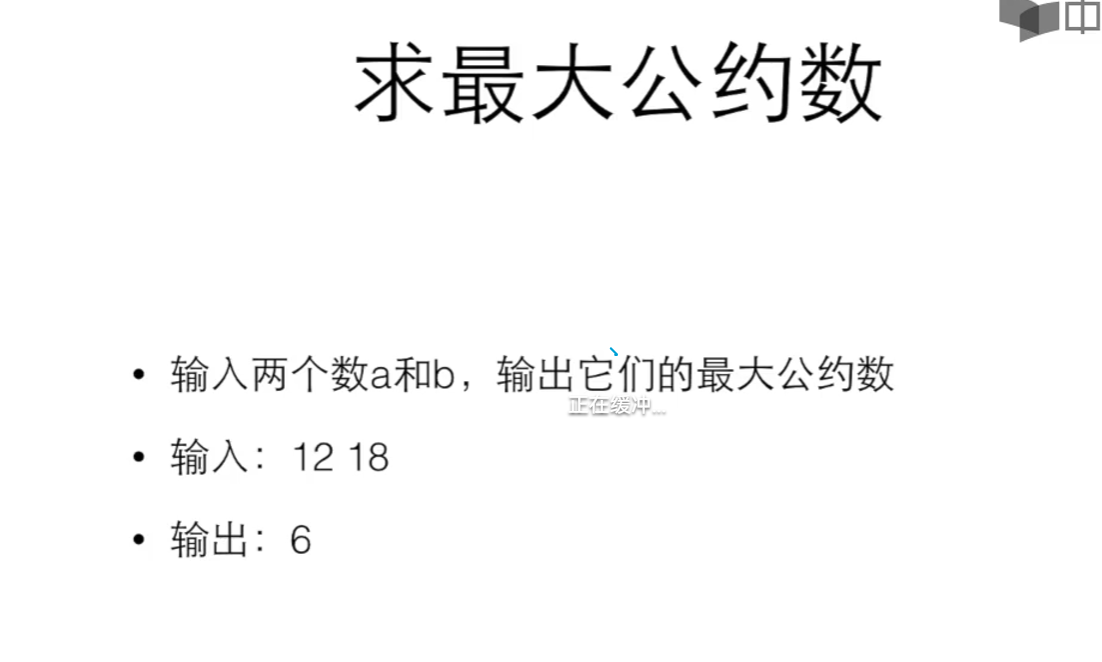 求最大公约数
• 输入两个数a和b，输出它们的最大公约数
正在缓冲...
• 输入：12 18
• 输出：6